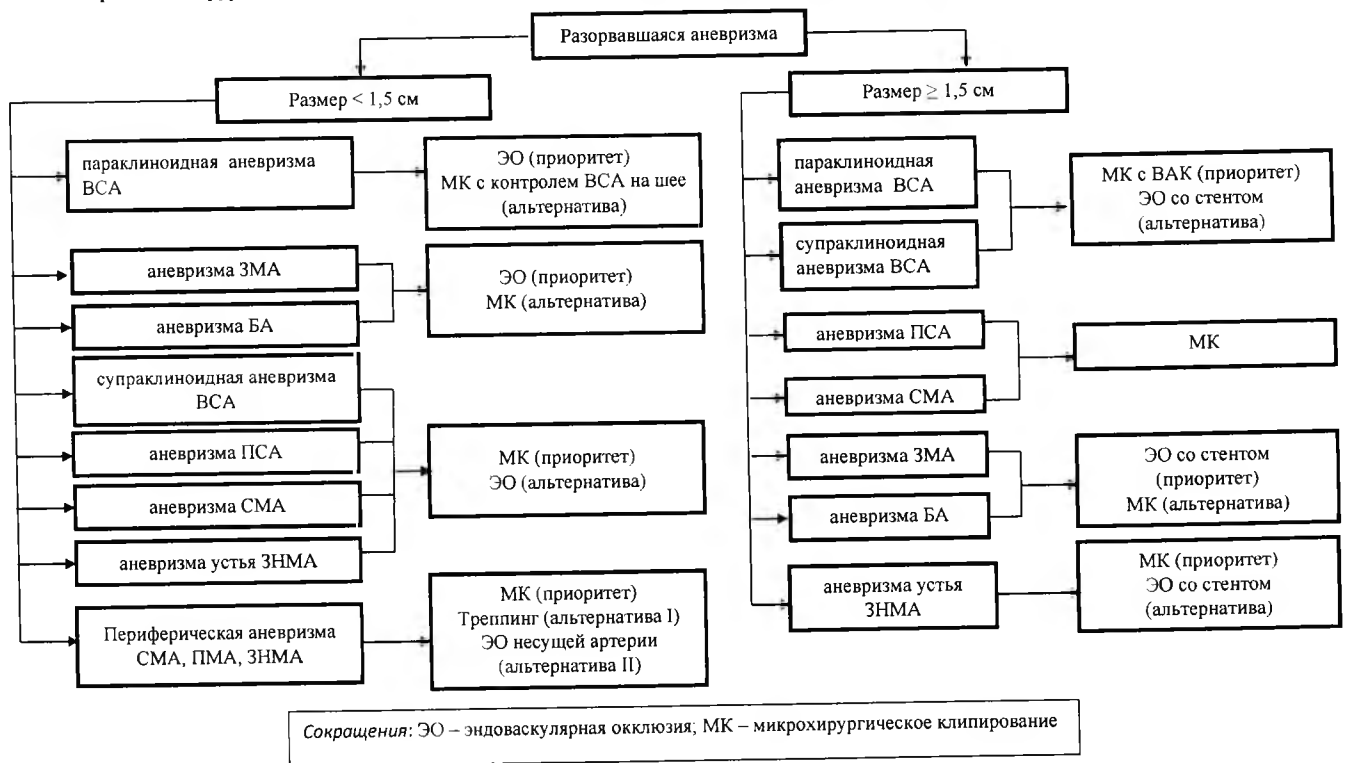 Разорвавшаяся аневризма
Размер < 1,5 см
параклиноидная аневризма
ВСА
ЭО (приоритет)
МК с контролем ВСА на шее
(альтернатива)
аневризма ЗМА
аневризма БА
ЭО (приоритет)
МК (альтернатива)
супраклиноидная аневризма
ВСА
аневризма ПСА
аневризма СМА
аневризма устья ЗНМА
МК (приоритет)
ЭО (альтернатива)
Периферическая аневризма
СМА, ПМА, ЗНМА
МК (приоритет)
Треппинг (альтернатива I)
ЭО несущей артерии
(альтернатива II)
Размер ≥ 1,5 см
параклиноидная
аневризма ВСА
супраклиноидная
аневризма ВСА
МК с ВАК (приоритет)
ЭО со стентом
(альтернатива)
аневризма ПСА
аневризма СМА
МК
аневризма ЗМА
аневризма БА
ЭО со стентом
(приоритет)
МК (альтернатива)
аневризма устья
ЗНМА
МК (приоритет)
ЭО со стентом
(альтернатива)
Сокращения: ЭО – эндоваскулярная окклюзия; МК – микрохирургическое клипирование